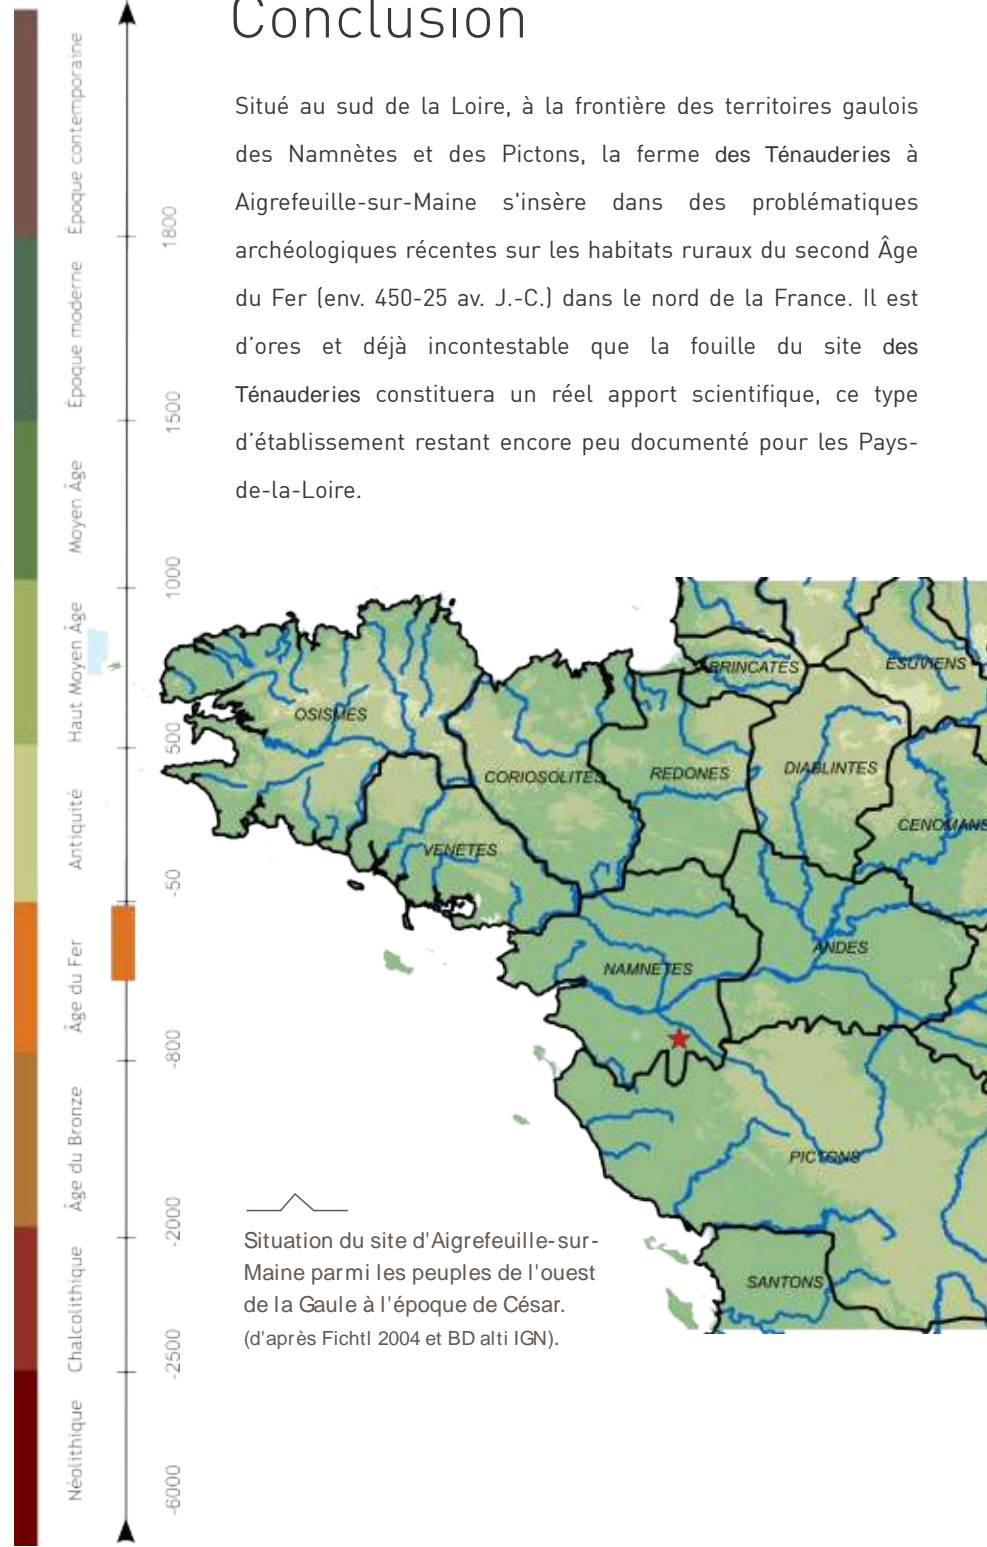 Conclusion
Situé au sud de la Loire, à la frontière des territoires gaulois
des Namnètes et des Pictons, la ferme des Ténauderies à
Aigrefeuille-sur-Maine s'insère dans des problématiques
archéologiques récentes sur les habitats ruraux du second Âge
du Fer (env. 450-25 av. J.-C.) dans le nord de la France. Il est
d’ores et déjà incontestable que la fouille du site des
Ténauderies constituera un réel apport scientifique, ce type
d’établissement restant encore peu documenté pour les Pays-
de-la-Loire.
Époque contemporaine
1800
Époque moderne
1500
Moyen Âge
1000
Haut Moyen Âge
500
Antiquité
-50
Âge du Fer
-800
Âge du Bronze
-2000
Chalcolithique
-2500
Néolithique
-6000
BRINCATES
ESUVIENS
OSISMES
CORIOSOLITES
REDONES
DIABLINTES
CENOMANS
VENETES
NAMNETES
ANDES
PICTONS
SANTONS
Situation du site d'Aigrefeuille-sur-
Maine parmi les peuples de l'ouest
de la Gaule à l'époque de César.
(d'après Fichtl 2004 et BD alti IGN).